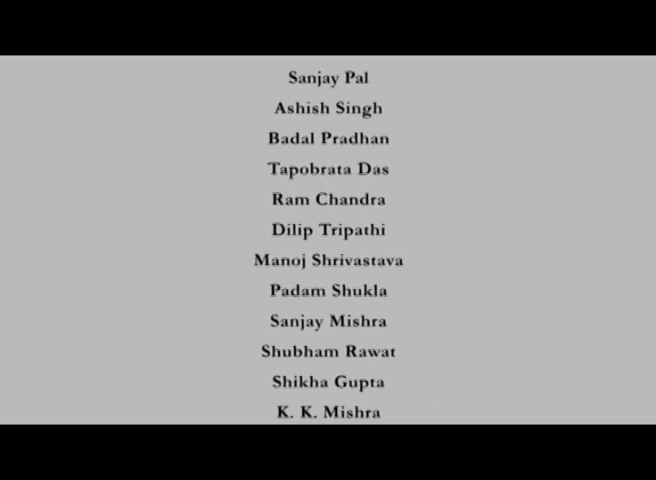 Sanjay Pal
Ashish Singh
Badal Pradhan
Tapobrata Das
Ram Chandra
Dilip Tripathi
Manoj Shrivastava
Padam Shukla
Sanjay Mishra
Shubham Rawat
Shikha Gupta
K. K. Mishra